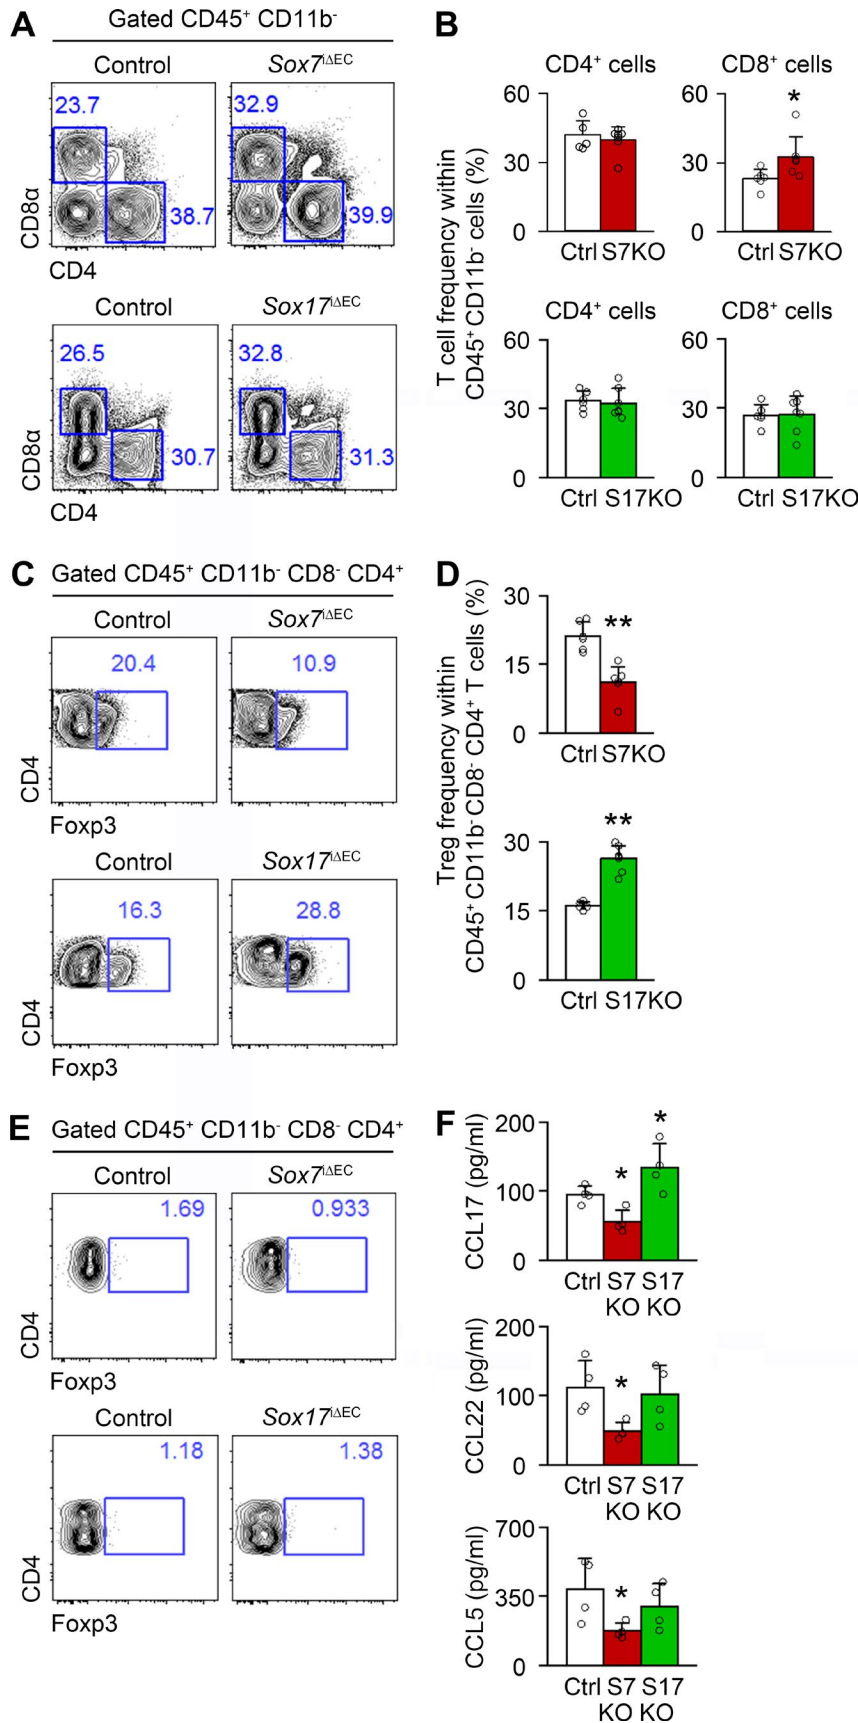 A
Gated CD45⁺ CD11b⁻
Control
Sox7iΔEC
23.7
38.7
32.9
39.9
CD8α
CD4
Control
Sox17iΔEC
26.5
30.7
32.8
31.3
CD8α
CD4
B
T cell frequency within
CD45⁺ CD11b⁻ cells (%)
CD4⁺ cells
60
30
0
Ctrl S7KO
CD8⁺ cells
60
30
0
*
Ctrl S7KO
CD4⁺ cells
60
30
0
Ctrl S17KO
CD8⁺ cells
60
30
0
Ctrl S17KO
C
Gated CD45⁺ CD11b⁻ CD8⁻ CD4⁺
Control
Sox7iΔEC
20.4
10.9
CD4
Foxp3
Control
Sox17iΔEC
16.3
28.8
CD4
Foxp3
D
Treg frequency within
CD45⁺ CD11b⁻ CD8⁻ CD4⁺ T cells (%)
30
15
0
**
Ctrl S7KO
30
15
0
**
Ctrl S17KO
E
Gated CD45⁺ CD11b⁻ CD8⁻ CD4⁺
Control
Sox7iΔEC
1.69
0.933
CD4
Foxp3
Control
Sox17iΔEC
1.18
1.38
CD4
Foxp3
F
CCL17 (pg/ml)
200
100
0
*
*
Ctrl S7 S17
KO KO
CCL22 (pg/ml)
200
100
0
*
Ctrl S7 S17
KO KO
CCL5 (pg/ml)
700
350
0
*
Ctrl S7 S17
KO KO